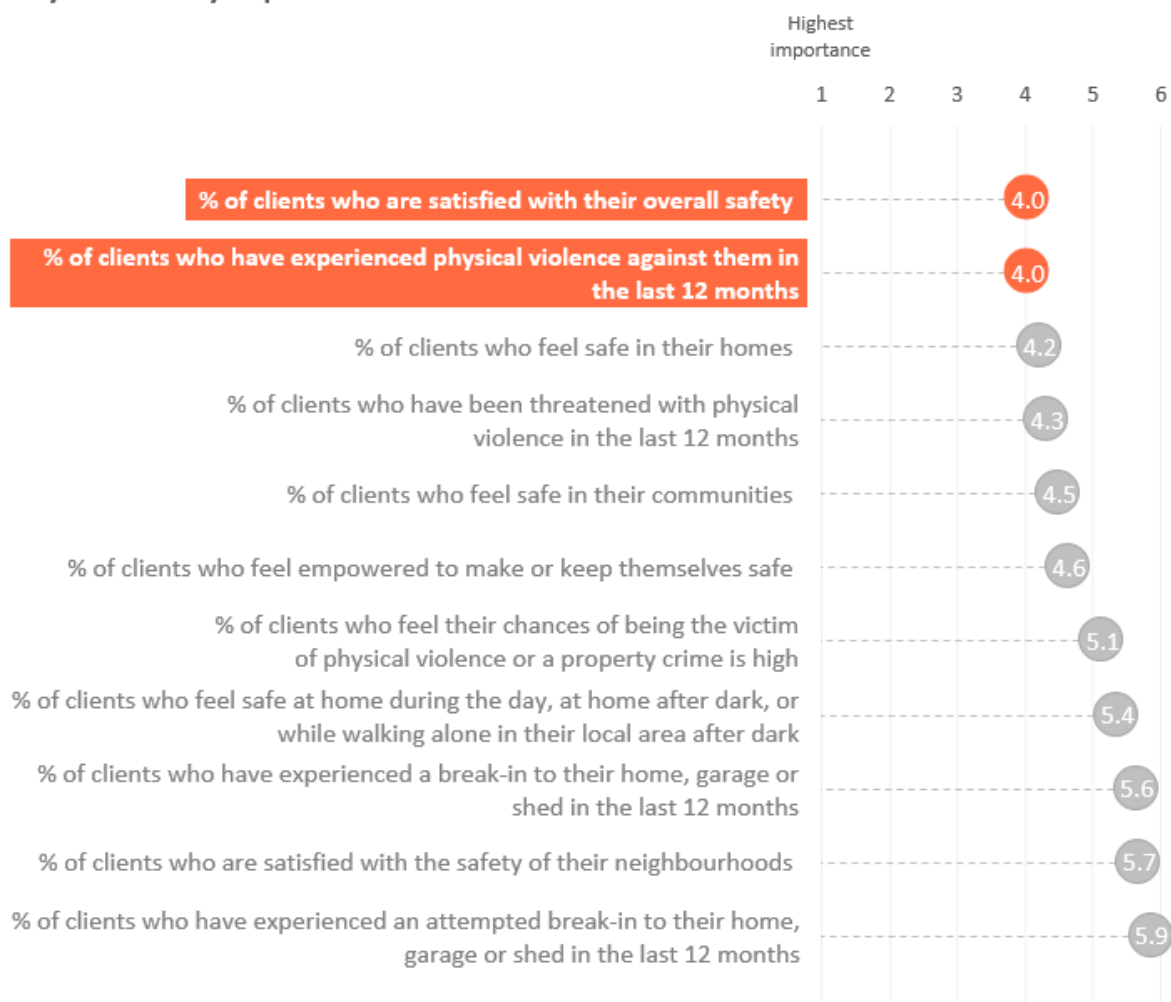 Highest
importance
1 2 3 4 5 6
% of clients who are satisfied with their overall safety 4.0
% of clients who have experienced physical violence against them in
the last 12 months 4.0
% of clients who feel safe in their homes 4.2
% of clients who have been threatened with physical
violence in the last 12 months 4.3
% of clients who feel safe in their communities 4.5
% of clients who feel empowered to make or keep themselves safe 4.6
% of clients who feel their chances of being the victim
of physical violence or a property crime is high 5.1
% of clients who feel safe at home during the day, at home after dark, or
while walking alone in their local area after dark 5.4
% of clients who have experienced a break-in to their home, garage or
shed in the last 12 months 5.6
% of clients who are satisfied with the safety of their neighbourhoods 5.7
% of clients who have experienced an attempted break-in to their home,
garage or shed in the last 12 months 5.9